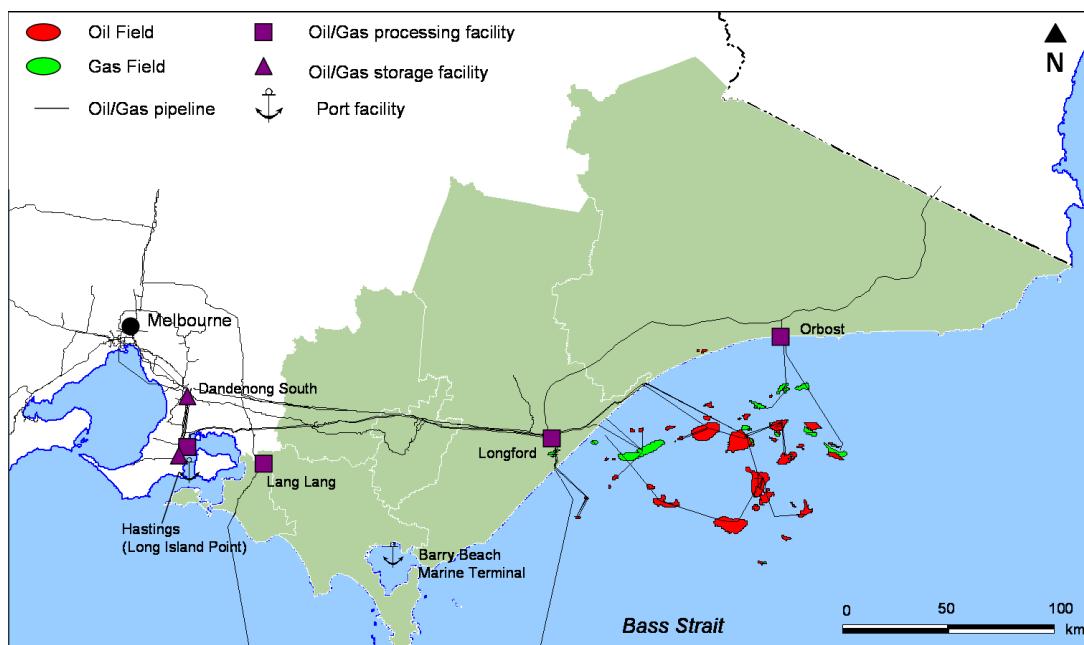 Oil Field
Oil/Gas processing facility
Gas Field
Oil/Gas storage facility
Oil/Gas pipeline
Port facility
N
Melbourne
Orbost
Dandenong South
Longford
Lang Lang
Hastings
(Long Island Point)
Barry Beach
Marine Terminal
Bass Strait
0 50 100
km